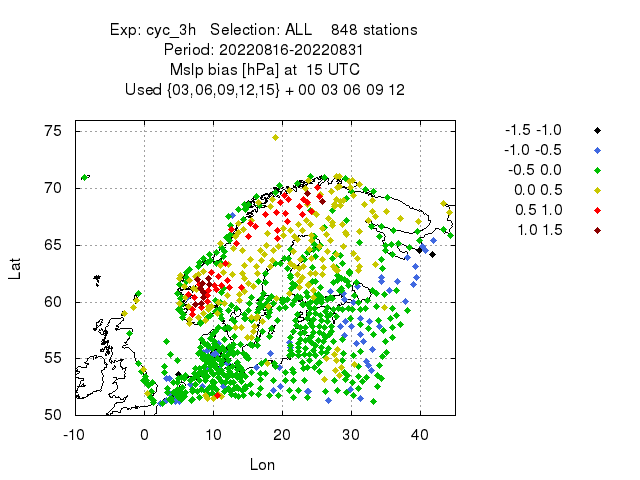 Exp: cyc_3h   Selection: ALL    848 stations
Period: 20220816-20220831
Mslp bias [hPa] at  15 UTC
Used {03,06,09,12,15} + 00 03 06 09 12
75
70
65
60
55
50
Lat
-10 0 10 20 30 40
Lon
-1.5 -1.0
-1.0 -0.5
-0.5 0.0
0.0 0.5
0.5 1.0
1.0 1.5